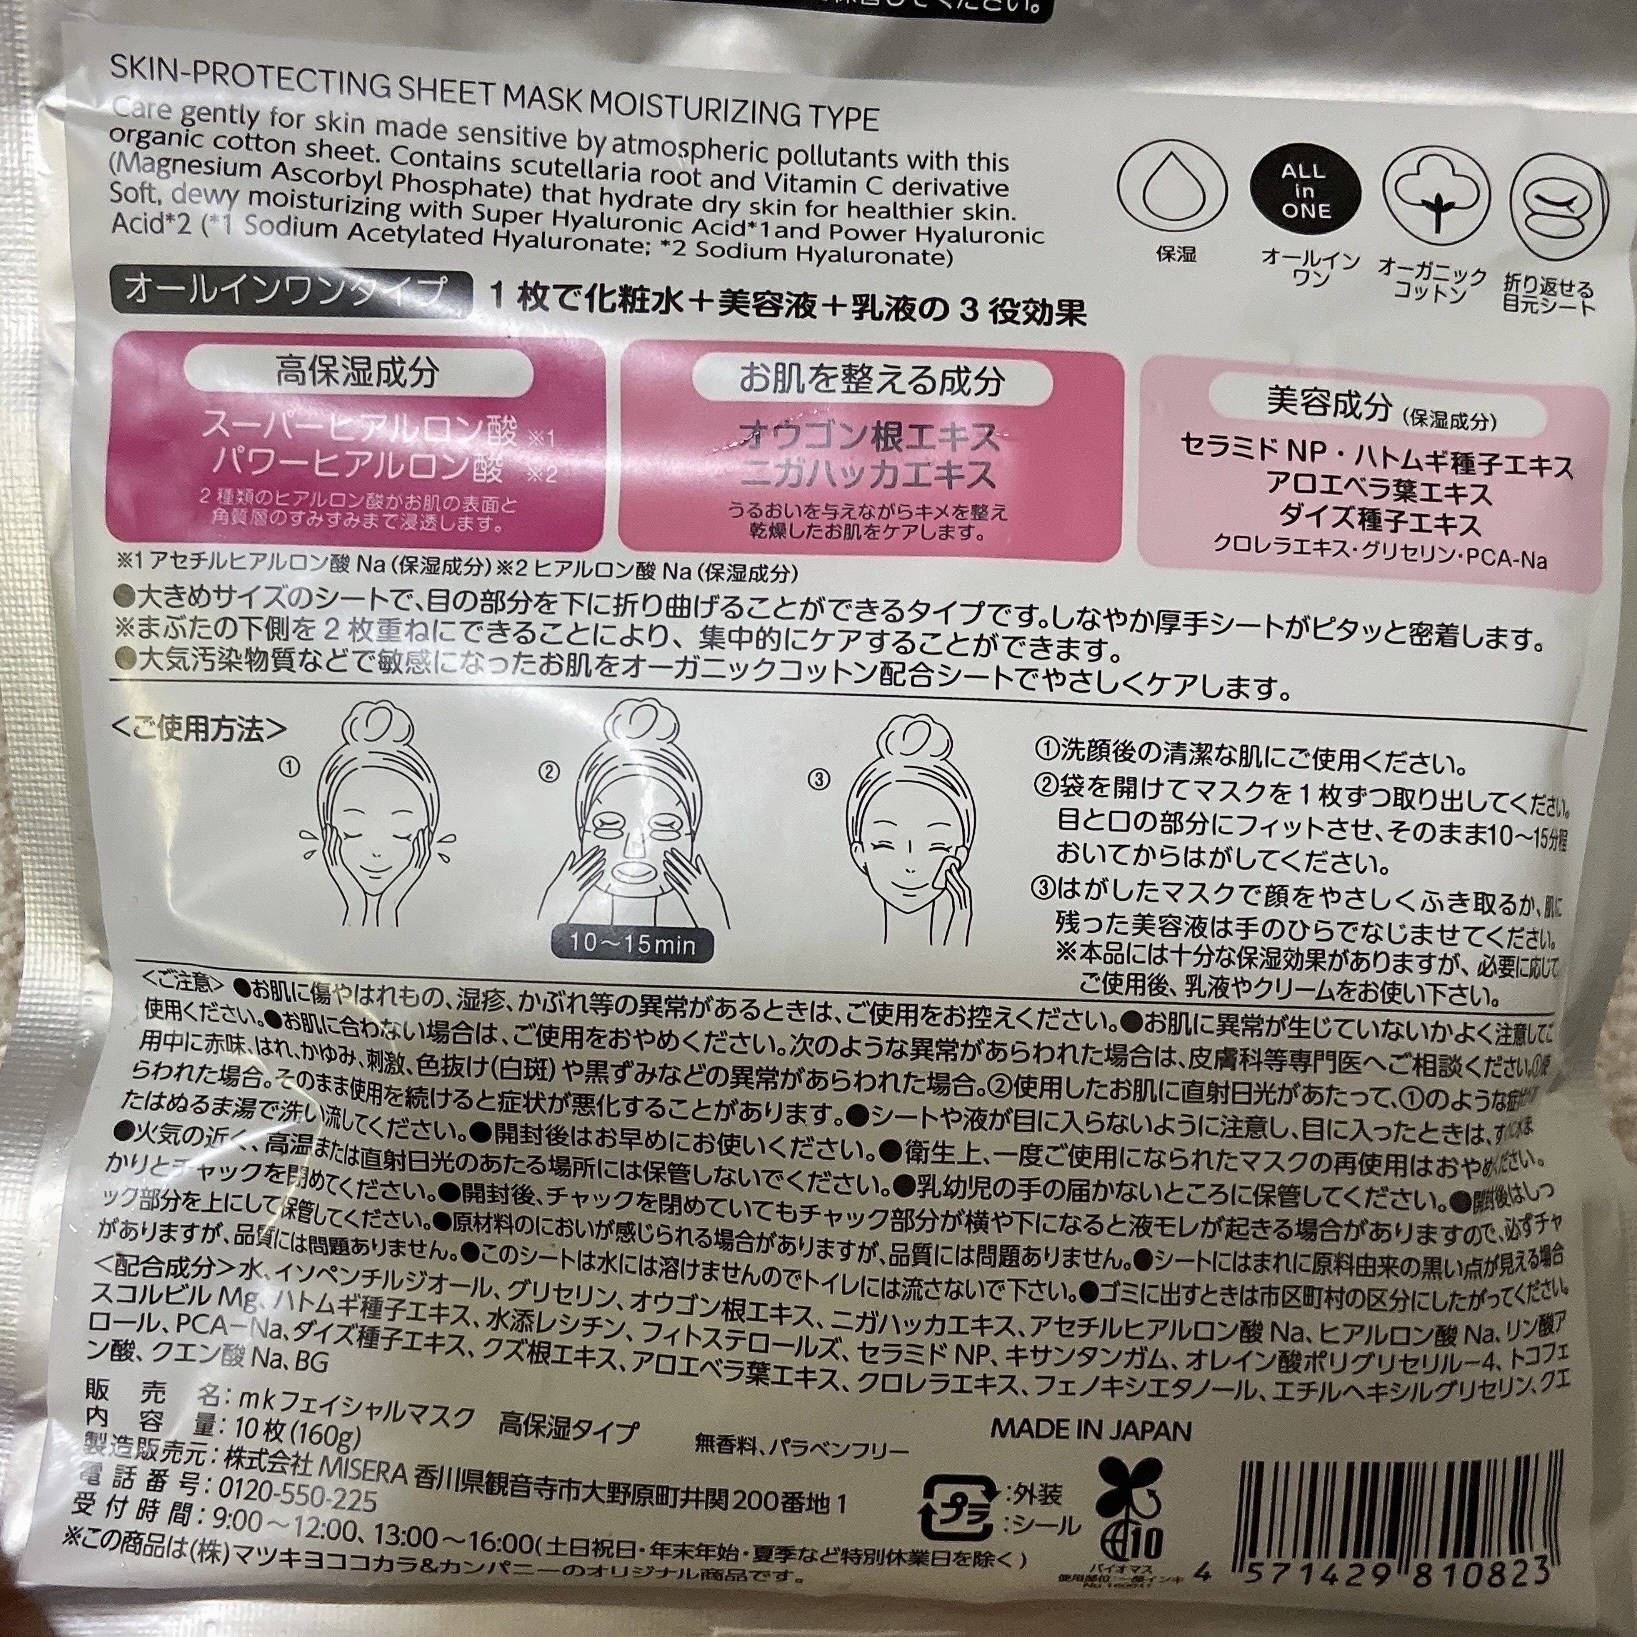 SKIN-PROTECTING SHEET MASK MOISTURIZING TYPE
Care gently for skin made sensitive by atmospheric pollutants with this
organic cotton sheet. Contains scutellaria root and Vitamin C derivative
(Magnesium Ascorbyl Phosphate) that hydrate dry skin for healthier skin.
Soft, dewy moisturizing with Super Hyaluronic Acid*1and Power Hyaluronic
Acid*2 (*1 Sodium Acetylated Hyaluronate; *2 Sodium Hyaluronate)
保湿
ALL
in
ONE
オールイン
ワン
オーガニック
コットン
折り返せる
目元シート
オールインワンタイプ 1枚で化粧水+美容液+乳液の3役効果
高保湿成分
スーパーヒアルロン酸 ※1
パワーヒアルロン酸 ※2
2種類のヒアルロン酸がお肌の表面と
角質層のすみずみまで浸透します。
お肌を整える成分
オウゴン根エキス
ニガハッカエキス
うるおいを与えながらキメを整え
乾燥したお肌をケアします。
美容成分 (保湿成分)
セラミド NP・ハトムギ種子エキス
アロエベラ葉エキス
ダイズ種子エキス
クロレラエキス・グリセリン・PCA-Na
※1 アセチルヒアルロン酸 Na (保湿成分) ※2 ヒアルロン酸 Na (保湿成分)
●大きめサイズのシートで、目の部分を下に折り曲げることができるタイプです。しなやか厚手シートがピタッと密着します。
※まぶたの下側を2枚重ねにできることにより、集中的にケアすることができます。
●大気汚染物質などで敏感になったお肌をオーガニックコットン配合シートでやさしくケアします。
<ご使用方法>
①
②
③
10〜15min
①洗顔後の清潔な肌にご使用ください。
②袋を開けてマスクを1枚ずつ取り出してください。
目と口の部分にフィットさせ、そのまま10〜15分程
おいてからはがしてください。
③はがしたマスクで顔をやさしくふき取るか、肌に
残った美容液は手のひらでなじませてください。
※本品には十分な保湿効果がありますが、必要に応じて
ご使用後、乳液やクリームをお使い下さい。
<ご注意> ●お肌に傷やはれもの、湿疹、かぶれ等の異常があるときは、ご使用をお控えください。●お肌に異常が生じていないかよく注意してご
使用ください。●お肌に合わない場合は、ご使用をおやめください。次のような異常があらわれた場合は、皮膚科等専門医へご相談ください。①使
用中に赤味、はれ、かゆみ、刺激、色抜け(白斑)や黒ずみなどの異常があらわれた場合。②使用したお肌に直射日光があたって、①のような症状が
らわれた場合。そのまま使用を続けると症状が悪化することがあります。●シートや液が目に入らないように注意し、目に入ったときは、すぐに水ま
たはぬるま湯で洗い流してください。●開封後はお早めにお使いください。●衛生上、一度ご使用になられたマスクの再使用はおやめください。
●火気の近く、高温または直射日光のあたる場所には保管しないでください。●乳幼児の手の届かないところに保管してください。●開封後はしっ
かりとチャックを閉めてください。●開封後、チャックを閉めていてもチャック部分が横や下になると液モレが起きる場合がありますので、必ずチャ
ック部分を上にして保管してください。●原材料のにおいが感じられる場合がありますが、品質には問題ありません。●シートにはまれに原料由来の黒い点が見える場合
がありますが、品質には問題ありません。●このシートは水には溶けませんのでトイレには流さないで下さい。●ゴミに出すときは市区町村の区分にしたがってください。
<配合成分> 水、イソペンチルジオール、グリセリン、オウゴン根エキス、ニガハッカエキス、アセチルヒアルロン酸 Na、ヒアルロン酸 Na、リン酸ア
スコルビル Mg、ハトムギ種子エキス、水添レシチン、フィトステロールズ、セラミド NP、キサンタンガム、オレイン酸ポリグリセリル-4、トコフェ
ロール、PCA-Na、ダイズ種子エキス、クズ根エキス、アロエベラ葉エキス、クロレラエキス、フェノキシエタノール、エチルヘキシルグリセリン、クエ
ン酸、クエン酸 Na、BG
販売名:mkフェイシャルマスク 高保湿タイプ
内容量:10枚(160g)
無香料、パラベンフリー
製造販売元:株式会社 MISERA 香川県観音寺市大野原町井関200番地1
電話番号:0120-550-225
受付時間:9:00〜12:00、13:00〜16:00(土日祝日・年末年始・夏季など特別休業日を除く)
※この商品は(株)マツキヨココカラ&カンパニーのオリジナル商品です。
MADE IN JAPAN
プラ :外装
:シール
10
バイオマス
4 571429 810823